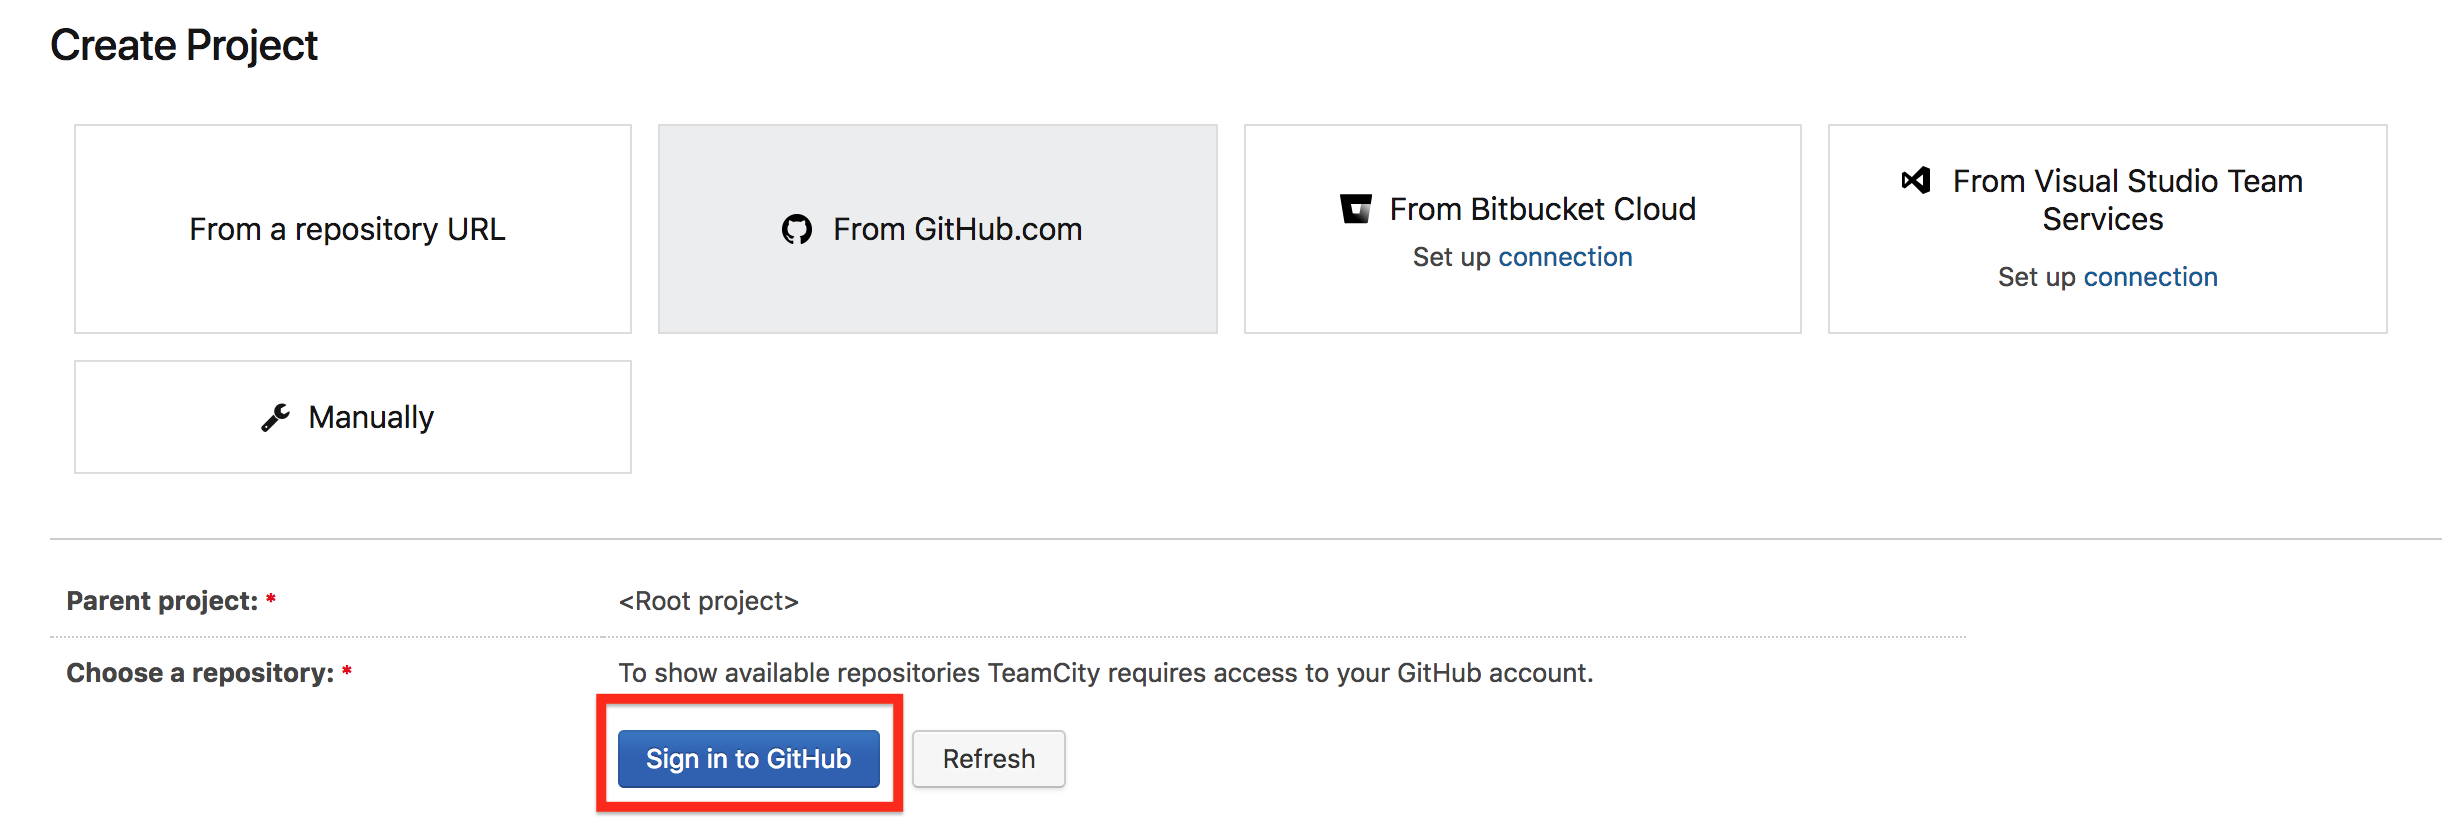 Create Project
From a repository URL
From GitHub.com
From Bitbucket Cloud
Set up connection
From Visual Studio Team
Services
Set up connection
Manually
Parent project: *
<Root project>
Choose a repository: *
To show available repositories TeamCity requires access to your GitHub account.
Sign in to GitHub
Refresh